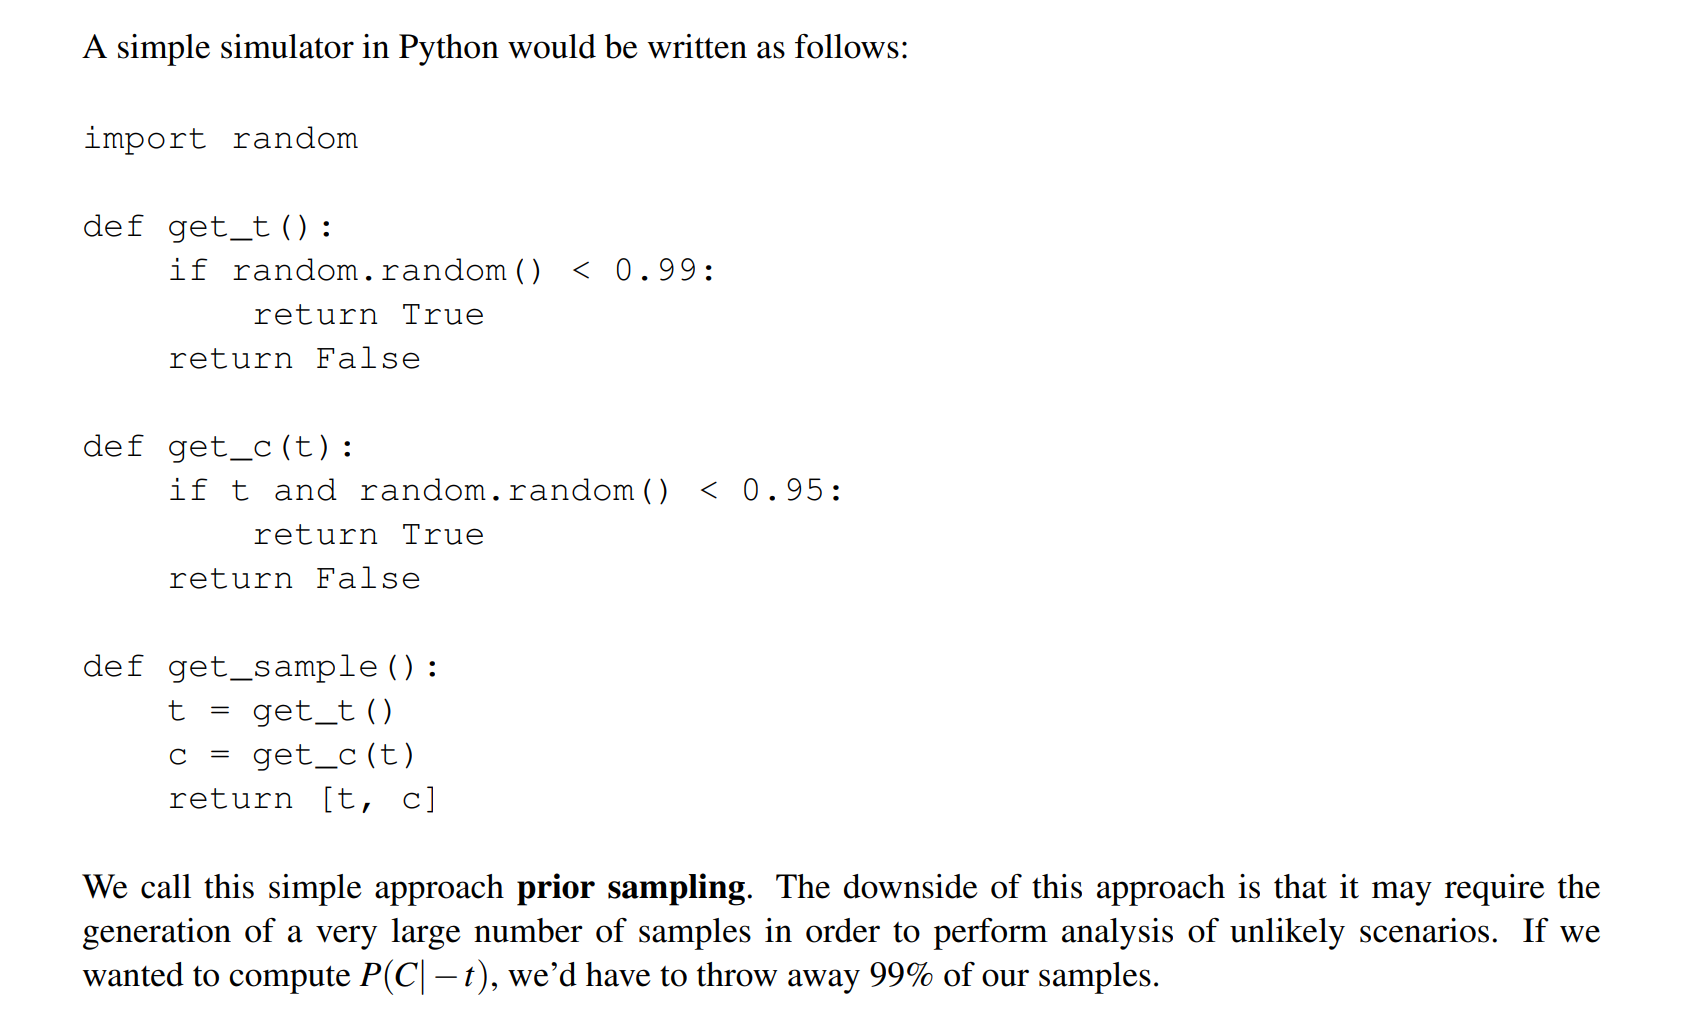 A simple simulator in Python would be written as follows:
import random
def get_t():
    if random.random() < 0.99:
        return True
    return False
def get_c(t):
    if t and random.random() < 0.95:
        return True
    return False
def get_sample():
    t = get_t()
    c = get_c(t)
    return [t, c]
We call this simple approach prior sampling. The downside of this approach is that it may require the
generation of a very large number of samples in order to perform analysis of unlikely scenarios. If we
wanted to compute P(C| − t), we’d have to throw away 99% of our samples.